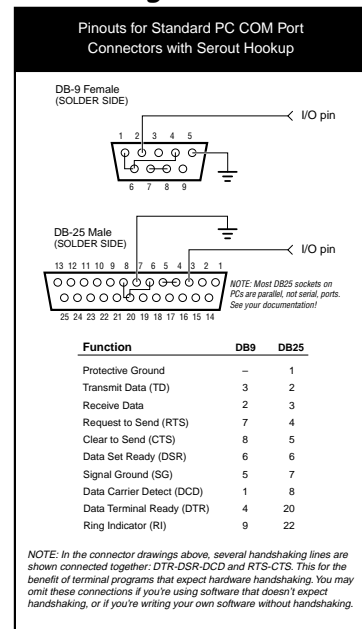 Pinouts for Standard PC COM Port
Connectors with Serout Hookup
DB-9 Female
(SOLDER SIDE)
I/O pin
1 2 3 4 5
6 7 8 9
DB-25 Male
(SOLDER SIDE)
I/O pin
13 12 11 10 9 8 7 6 5 4 3 2 1
25 24 23 22 21 20 19 18 17 16 15 14
NOTE: Most DB25 sockets on
PCs are parallel, not serial, ports.
See your documentation!
Function DB9 DB25
Protective Ground – 1
Transmit Data (TD) 3 2
Receive Data 2 3
Request to Send (RTS) 7 4
Clear to Send (CTS) 8 5
Data Set Ready (DSR) 6 6
Signal Ground (SG) 5 7
Data Carrier Detect (DCD) 1 8
Data Terminal Ready (DTR) 4 20
Ring Indicator (RI) 9 22
NOTE: In the connector drawings above, several handshaking lines are
shown connected together: DTR-DSR-DCD and RTS-CTS. This for the
benefit of terminal programs that expect hardware handshaking. You may
omit these connections if you're using software that doesn't expect
handshaking, or if you're writing your own software without handshaking.